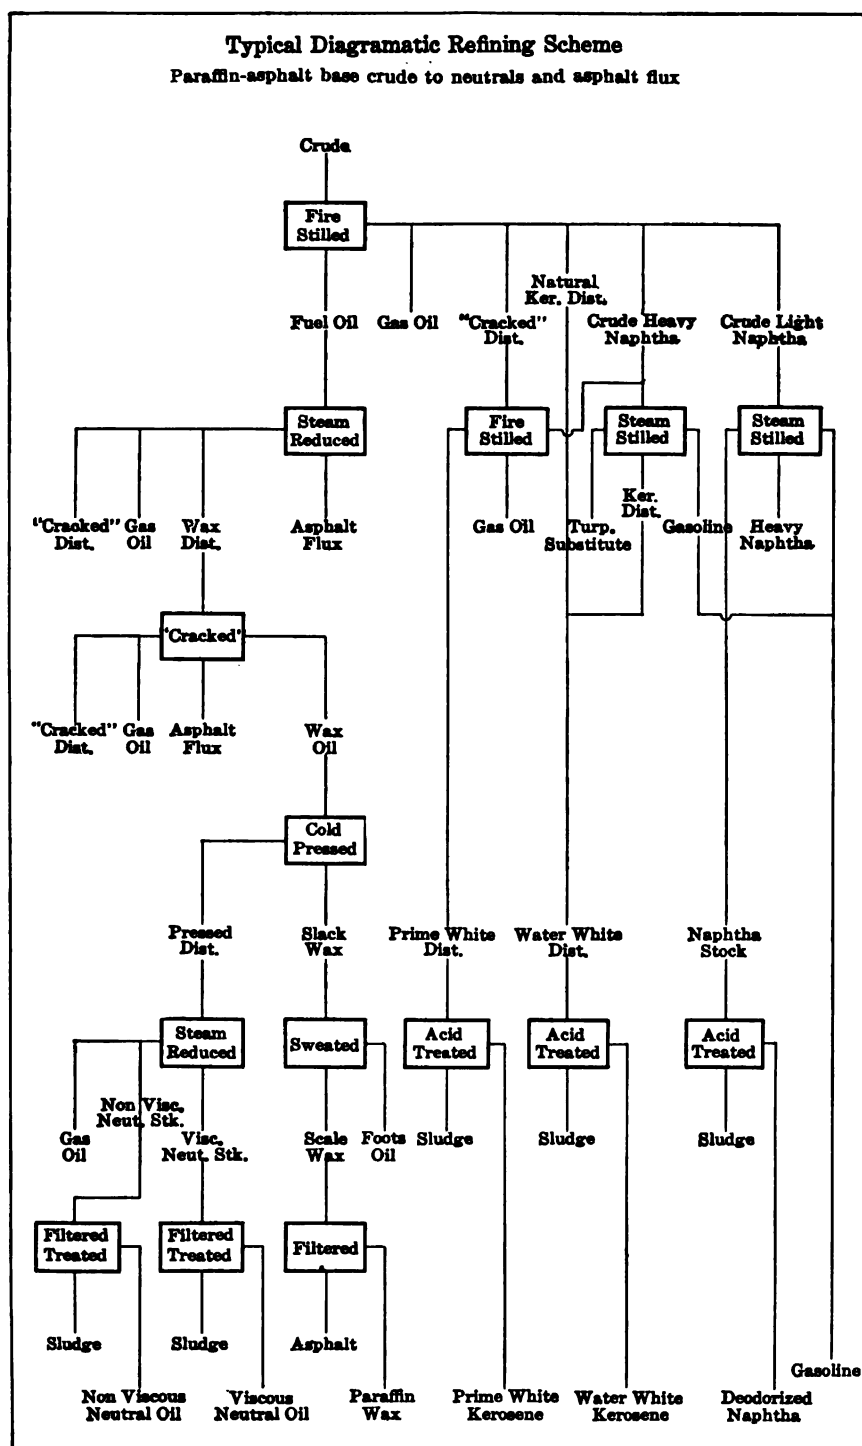 Typical Diagramatic Refining Scheme
Paraffin-asphalt base crude to neutrals and asphalt flux
Crude
Fire
Stilled
Natural
Ker. Dist.
Fuel Oil
Gas Oil
"Cracked"
Dist.
Crude Heavy
Naphtha
Crude Light
Naphtha
Steam
Reduced
Fire
Stilled
Steam
Stilled
Steam
Stilled
"Cracked"
Dist.
Gas
Oil
Wax
Dist.
Asphalt
Flux
Gas Oil
Turp.
Substitute
Ker.
Dist.
Gasoline
Heavy
Naphtha
'Cracked'
"Cracked"
Dist.
Gas
Oil
Asphalt
Flux
Wax
Oil
Cold
Pressed
Pressed
Dist.
Slack
Wax
Prime White
Dist.
Water White
Dist.
Naphtha
Stock
Steam
Reduced
Sweated
Acid
Treated
Acid
Treated
Acid
Treated
Non Visc.
Neut. Stk.
Gas
Oil
Visc.
Neut. Stk.
Scale
Wax
Foots
Oil
Sludge
Sludge
Sludge
Filtered
Treated
Filtered
Treated
Filtered
Sludge
Sludge
Asphalt
Gasoline
Non Viscous
Neutral Oil
Viscous
Neutral Oil
Paraffin
Wax
Prime White
Kerosene
Water White
Kerosene
Deodorized
Naphtha